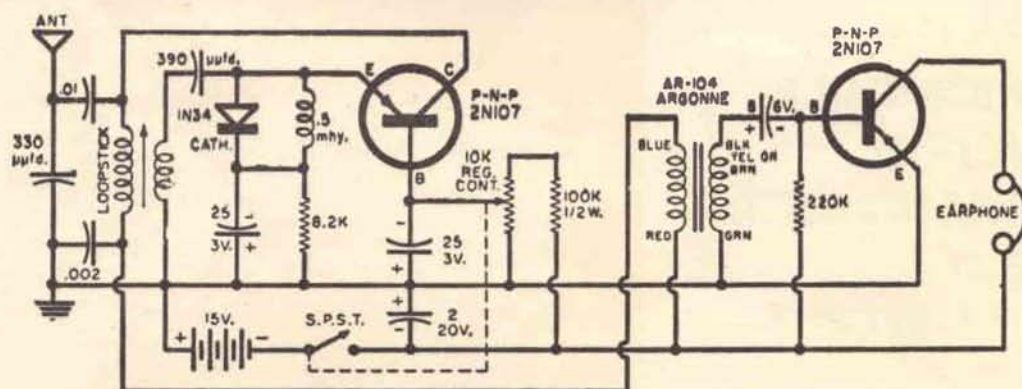 ANT
.01
330
µµfd.
LOOPSTICK
.002
390 µµfd.
1N34
CATH.
.5
mhy.
25
3V.
-
+
8.2K
E
C
B
P-N-P
2N107
10K
REG.
CONT.
100K
1/2 W.
-
25
3V.
+
+
2
20V.
-
+ 15V. -
S.P.S.T.
AR-104
ARGONNE
BLUE
RED
BLK
YEL OR
BRN
GRN
8 6V.
+ -
B
E
P-N-P
2N107
220K
EARPHONE